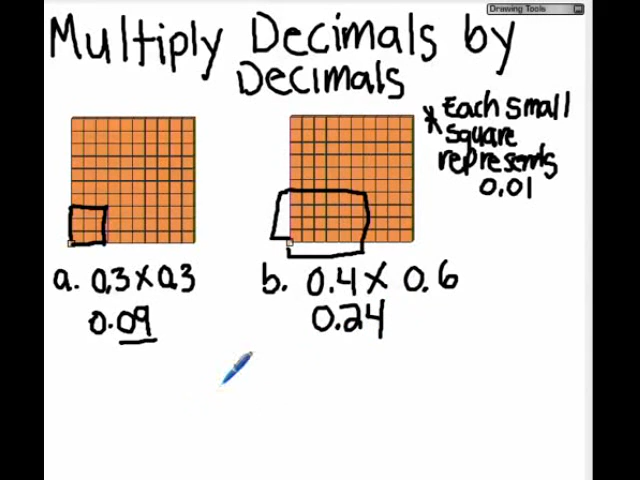 Drawing Tools
Multiply Decimals by
Decimals
* Each small
square
represents
0.01
a. 0.3 x 0.3
0.09
b. 0.4 x 0.6
0.24